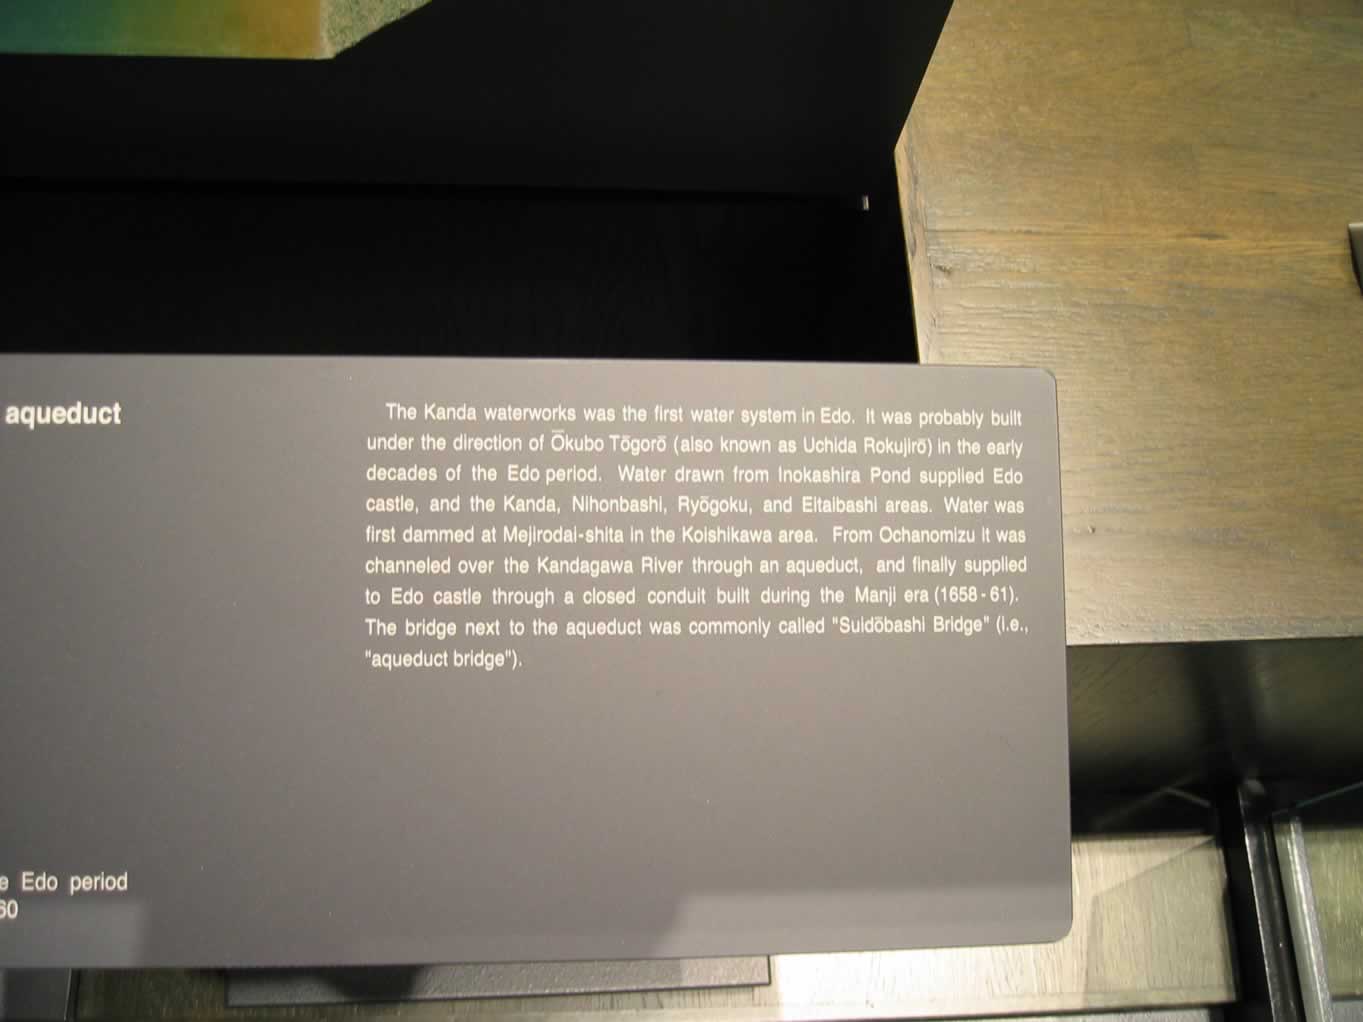 aqueduct
The Kanda waterworks was the first water system in Edo. It was probably built
under the direction of Ōkubo Tōgorō (also known as Uchida Rokujirō) in the early
decades of the Edo period. Water drawn from Inokashira Pond supplied Edo
castle, and the Kanda, Nihonbashi, Ryōgoku, and Eitaibashi areas. Water was
first dammed at Mejirodai-shita in the Koishikawa area. From Ochanomizu it was
channeled over the Kandagawa River through an aqueduct, and finally supplied
to Edo castle through a closed conduit built during the Manji era (1658-61).
The bridge next to the aqueduct was commonly called "Suidōbashi Bridge" (i.e.,
"aqueduct bridge").
e Edo period
60